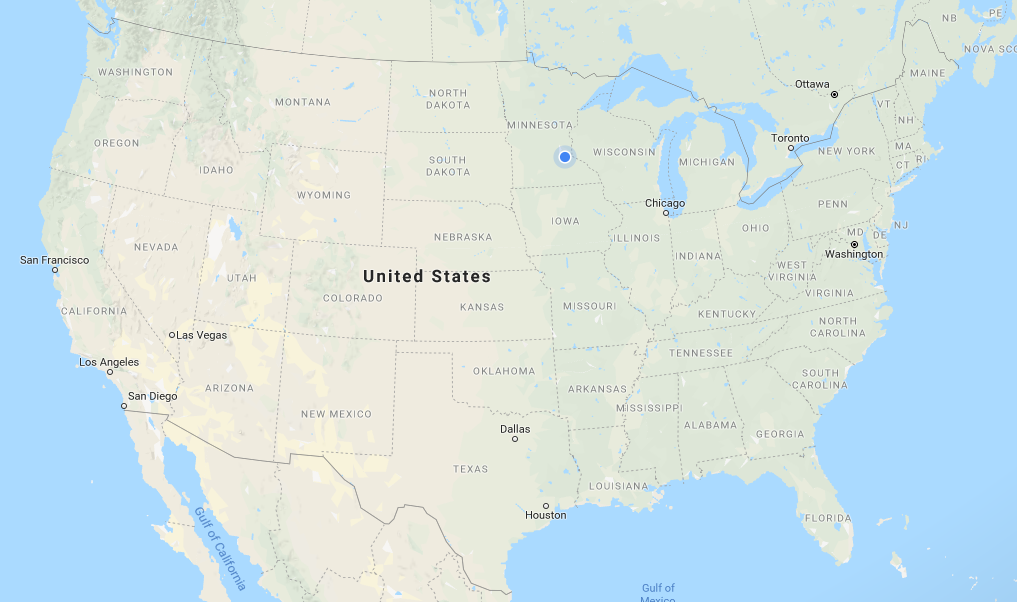 NB
PE
NOVA SCO
WASHINGTON
MAINE
Ottawa
MONTANA
NORTH
DAKOTA
VT
NH
MINNESOTA
OREGON
Toronto
MA
NEW YORK
WISCONSIN
MICHIGAN
CT
RI
IDAHO
SOUTH
DAKOTA
WYOMING
Chicago
PENN
IOWA
OHIO
NJ
MD
DE
NEBRASKA
ILLINOIS
NEVADA
Washington
San Francisco
INDIANA
UTAH
United States
WEST
VIRGINIA
COLORADO
VIRGINIA
KANSAS
MISSOURI
CALIFORNIA
KENTUCKY
NORTH
CAROLINA
Las Vegas
TENNESSEE
Los Angeles
OKLAHOMA
SOUTH
CAROLINA
ARIZONA
ARKANSAS
San Diego
MISSISSIPPI
NEW MEXICO
ALABAMA
Dallas
GEORGIA
TEXAS
LOUISIANA
Houston
FLORIDA
Gulf of California
Gulf of
Mexico